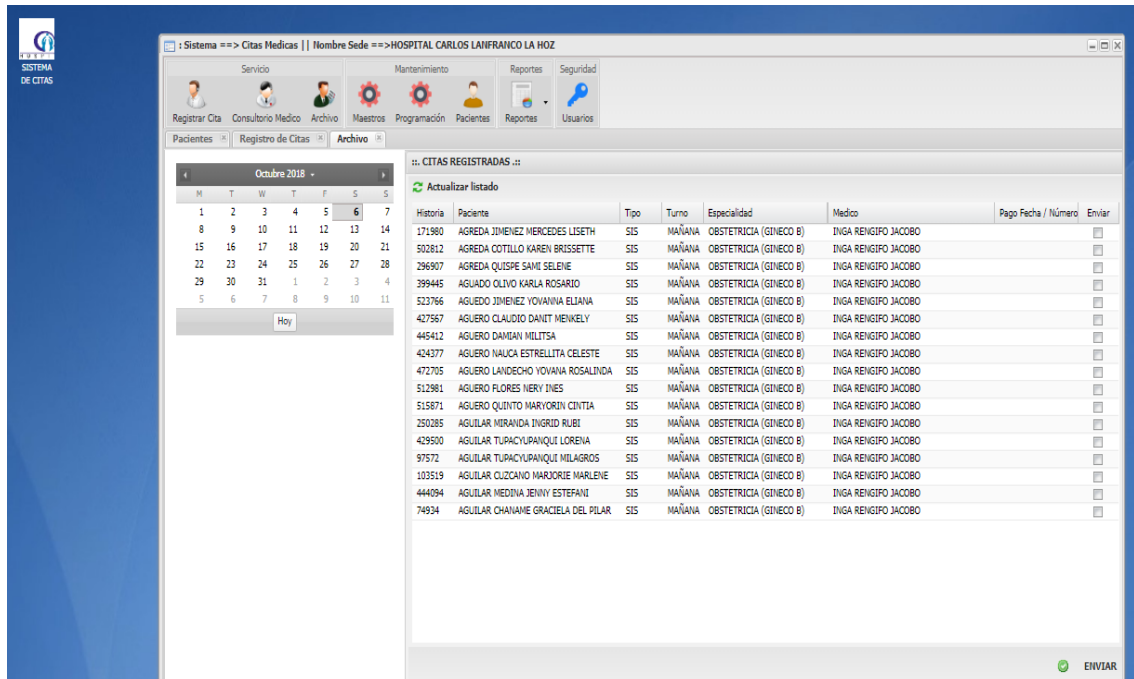 SISTEMA
DE CITAS
: Sistema ==> Citas Medicas || Nombre Sede ==>HOSPITAL CARLOS LANFRANCO LA HOZ
Servicio Mantenimiento Reportes Seguridad
Registrar Cita Consultorio Medico Archivo Maestros Programación Pacientes Reportes Usuarios
Pacientes Registro de Citas Archivo
Octubre 2018
M T W T F S S
1 2 3 4 5 6 7
8 9 10 11 12 13 14
15 16 17 18 19 20 21
22 23 24 25 26 27 28
29 30 31 1 2 3 4
5 6 7 8 9 10 11
Hoy
::. CITAS REGISTRADAS .::
Actualizar listado
Historia Paciente Tipo Turno Especialidad Medico Pago Fecha / Número Enviar
171980 AGREDA JIMENEZ MERCEDES LISETH SIS MAÑANA OBSTETRICIA (GINECO B) INGA RENGIFO JACOBO
502812 AGREDA COTILLO KAREN BRISSETTE SIS MAÑANA OBSTETRICIA (GINECO B) INGA RENGIFO JACOBO
296907 AGREDA QUISPE SAMI SELENE SIS MAÑANA OBSTETRICIA (GINECO B) INGA RENGIFO JACOBO
399445 AGUADO OLIVO KARLA ROSARIO SIS MAÑANA OBSTETRICIA (GINECO B) INGA RENGIFO JACOBO
523766 AGUEDO JIMENEZ YOVANNA ELIANA SIS MAÑANA OBSTETRICIA (GINECO B) INGA RENGIFO JACOBO
427567 AGUERO CLAUDIO DANIT MENKELY SIS MAÑANA OBSTETRICIA (GINECO B) INGA RENGIFO JACOBO
445412 AGUERO DAMIAN MILITSA SIS MAÑANA OBSTETRICIA (GINECO B) INGA RENGIFO JACOBO
424377 AGUERO NAUCA ESTRELLITA CELESTE SIS MAÑANA OBSTETRICIA (GINECO B) INGA RENGIFO JACOBO
472705 AGUERO LANDECHO YOVANA ROSALINDA SIS MAÑANA OBSTETRICIA (GINECO B) INGA RENGIFO JACOBO
512981 AGUERO FLORES NERY INES SIS MAÑANA OBSTETRICIA (GINECO B) INGA RENGIFO JACOBO
515871 AGUERO QUINTO MARYORIN CINTIA SIS MAÑANA OBSTETRICIA (GINECO B) INGA RENGIFO JACOBO
250285 AGUILAR MIRANDA INGRID RUBI SIS MAÑANA OBSTETRICIA (GINECO B) INGA RENGIFO JACOBO
429500 AGUILAR TUPACYUPANQUI LORENA SIS MAÑANA OBSTETRICIA (GINECO B) INGA RENGIFO JACOBO
97572 AGUILAR TUPACYUPANQUI MILAGROS SIS MAÑANA OBSTETRICIA (GINECO B) INGA RENGIFO JACOBO
103519 AGUILAR CUZCANO MARJORIE MARLENE SIS MAÑANA OBSTETRICIA (GINECO B) INGA RENGIFO JACOBO
444094 AGUILAR MEDINA JENNY ESTEFANI SIS MAÑANA OBSTETRICIA (GINECO B) INGA RENGIFO JACOBO
74934 AGUILAR CHANAME GRACIELA DEL PILAR SIS MAÑANA OBSTETRICIA (GINECO B) INGA RENGIFO JACOBO
ENVIAR